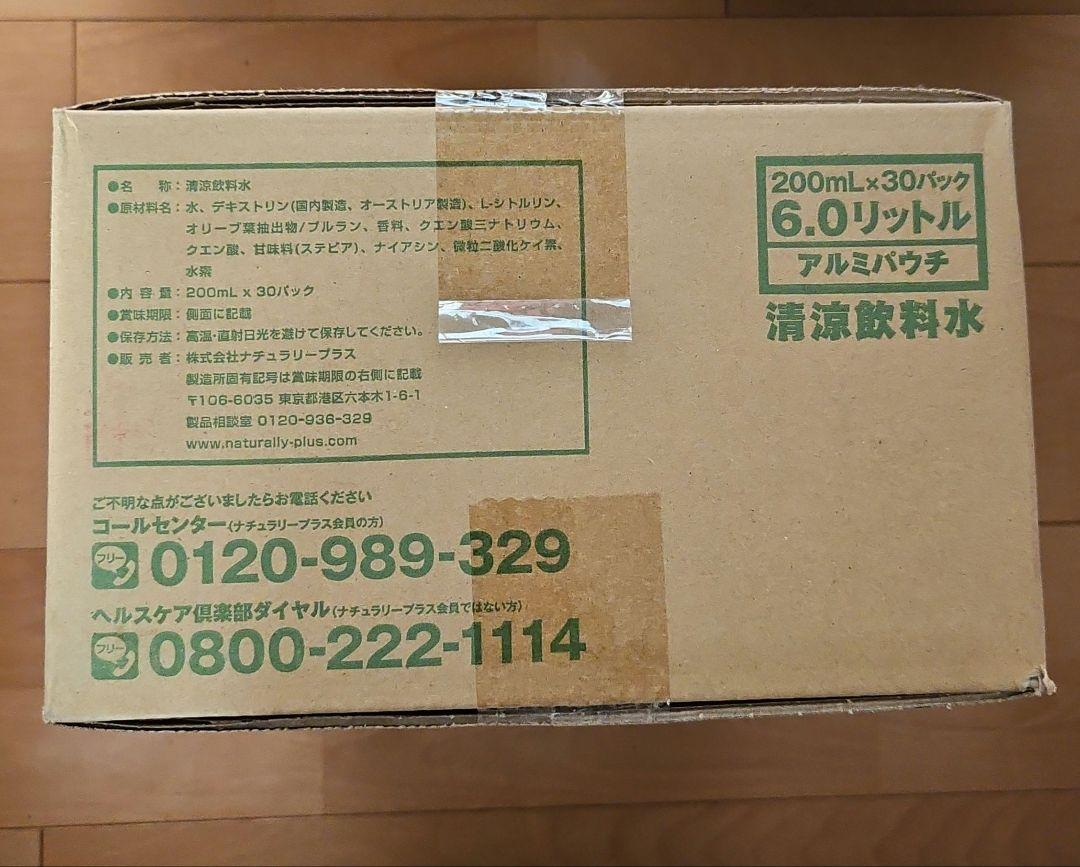 ●名　　称：清涼飲料水
●原材料名：水、デキストリン(国内製造、オーストリア製造)、L-シトルリン、
オリーブ葉抽出物/プルラン、香料、クエン酸三ナトリウム、
クエン酸、甘味料(ステビア)、ナイアシン、微粒二酸化ケイ素、
水素
●内 容 量：200mL x 30パック
●賞味期限：側面に記載
●保存方法：高温・直射日光を避けて保存してください。
●販 売 者：株式会社ナチュラリープラス
製造所固有記号は賞味期限の右側に記載
〒106-6035 東京都港区六本木1-6-1
製品相談室 0120-936-329
www.naturally-plus.com
ご不明な点がございましたらお電話ください
コールセンター(ナチュラリープラス会員の方)
フリー 0120-989-329
ヘルスケア倶楽部ダイヤル(ナチュラリープラス会員ではない方)
フリー 0800-222-1114
200mL×30パック
6.0リットル
アルミパウチ
清涼飲料水